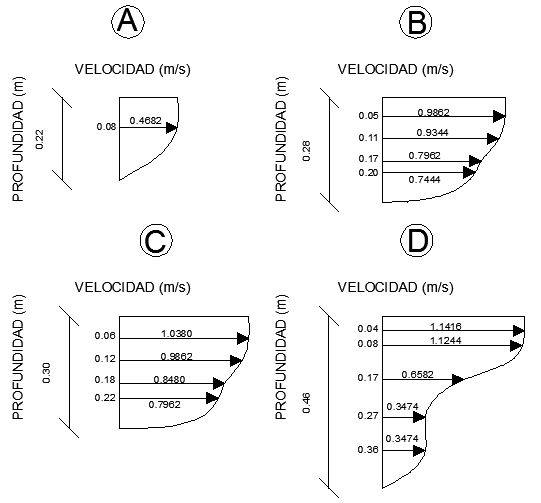 A
VELOCIDAD (m/s)
PROFUNDIDAD (m)
0.22
0.08 0.4682
B
VELOCIDAD (m/s)
PROFUNDIDAD (m)
0.28
0.05 0.9862
0.11 0.9344
0.17 0.7962
0.20 0.7444
C
VELOCIDAD (m/s)
PROFUNDIDAD (m)
0.30
0.06 1.0380
0.12 0.9862
0.18 0.8480
0.22 0.7962
D
VELOCIDAD (m/s)
PROFUNDIDAD (m)
0.46
0.04 1.1416
0.08 1.1244
0.17 0.6582
0.27 0.3474
0.36 0.3474